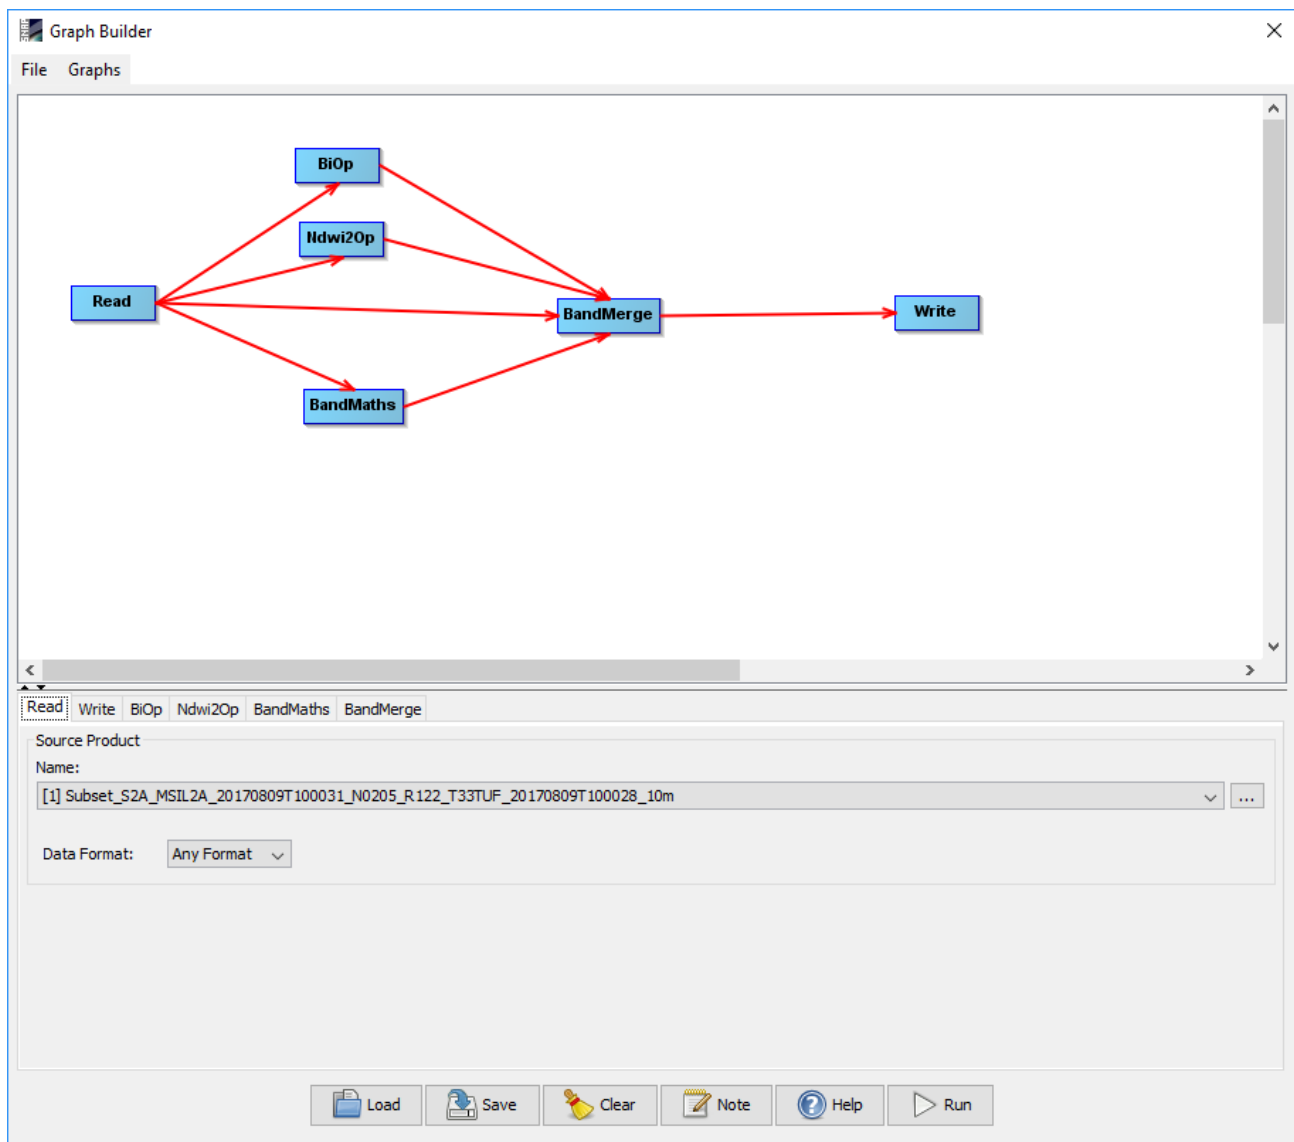 Graph Builder
File Graphs
BiOp
Ndwi2Op
Read
BandMerge
Write
BandMaths
Read Write BiOp Ndwi2Op BandMaths BandMerge
Source Product
Name:
[1] Subset_S2A_MSIL2A_20170809T100031_N0205_R122_T33TUF_20170809T100028_10m
...
Data Format: Any Format
Load Save Clear Note Help Run